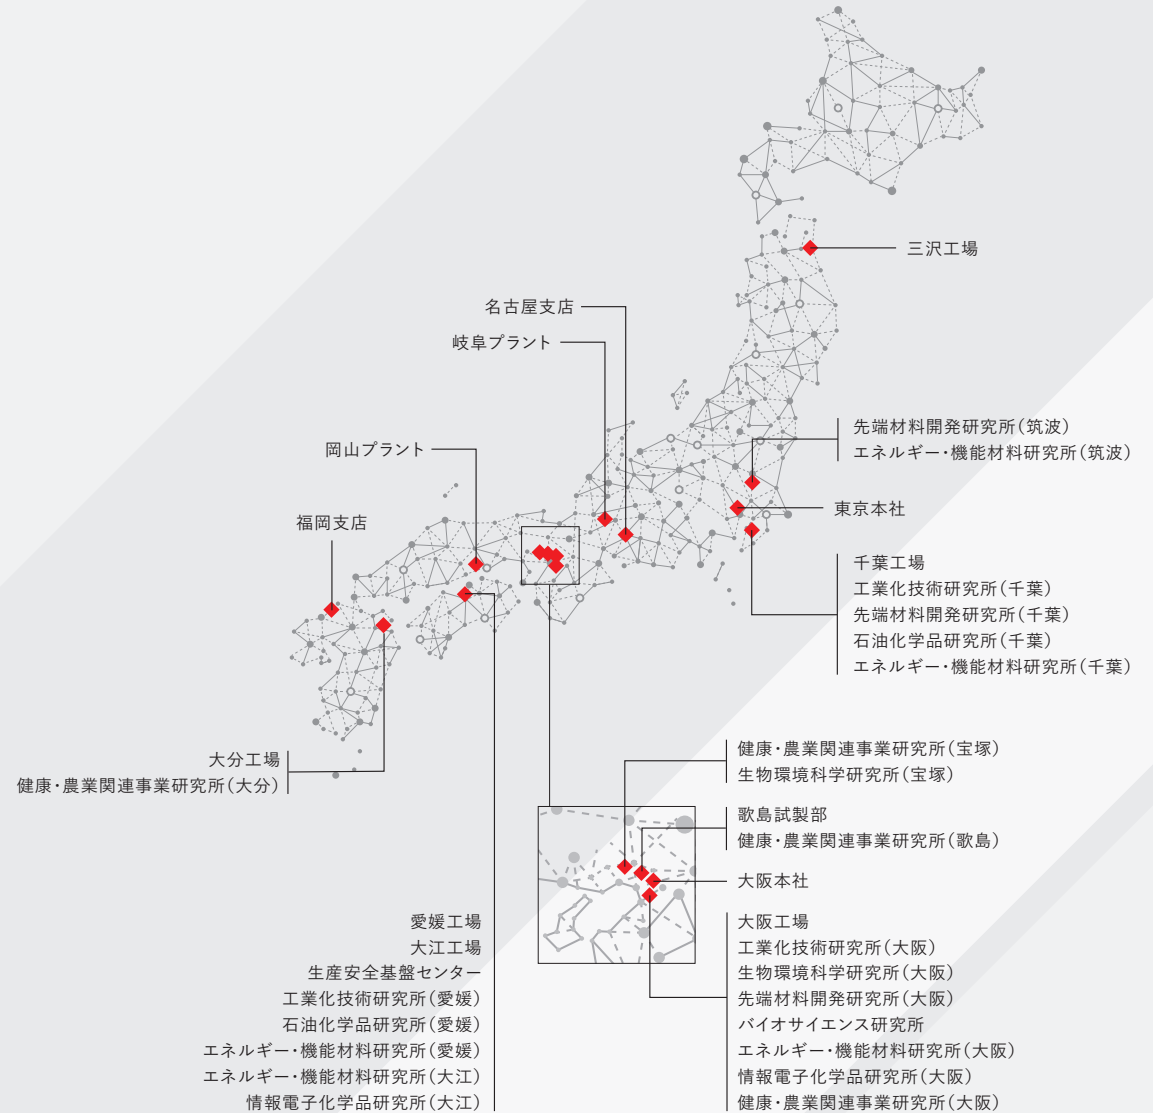 三沢工場
名古屋支店
岐阜プラント
先端材料開発研究所(筑波)
エネルギー・機能材料研究所(筑波)
岡山プラント
東京本社
福岡支店
千葉工場
工業化技術研究所(千葉)
先端材料開発研究所(千葉)
石油化学品研究所(千葉)
エネルギー・機能材料研究所(千葉)
大分工場
健康・農業関連事業研究所(大分)
健康・農業関連事業研究所(宝塚)
生物環境科学研究所(宝塚)
歌島試製部
健康・農業関連事業研究所(歌島)
大阪本社
愛媛工場
大江工場
生産安全基盤センター
工業化技術研究所(愛媛)
石油化学品研究所(愛媛)
エネルギー・機能材料研究所(愛媛)
エネルギー・機能材料研究所(大江)
情報電子化学品研究所(大江)
大阪工場
工業化技術研究所(大阪)
生物環境科学研究所(大阪)
先端材料開発研究所(大阪)
バイオサイエンス研究所
エネルギー・機能材料研究所(大阪)
情報電子化学品研究所(大阪)
健康・農業関連事業研究所(大阪)